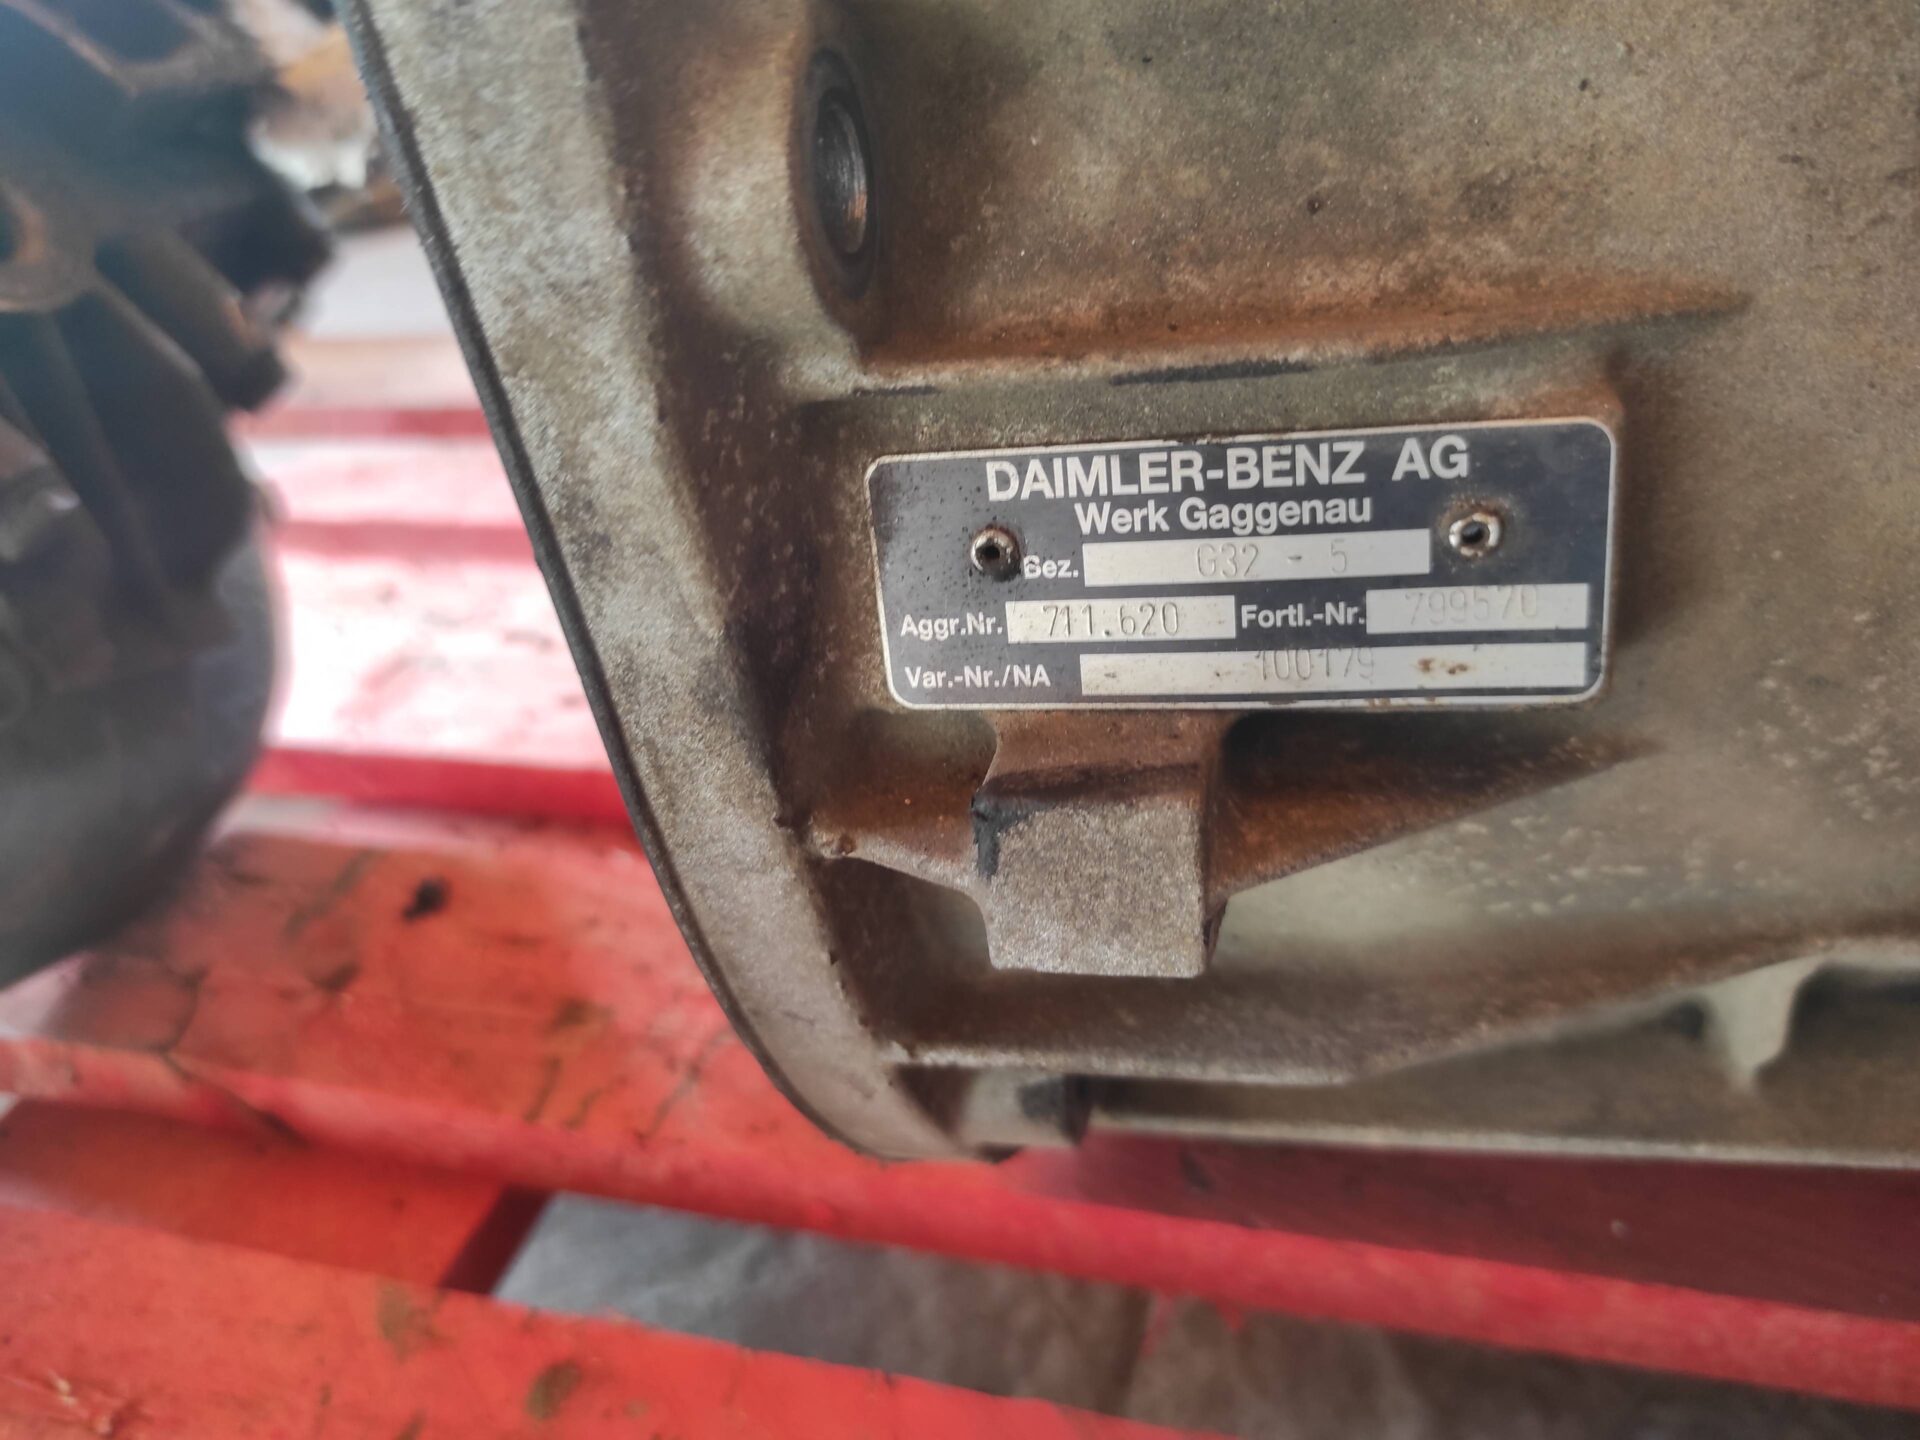 DAIMLER-BENZ AG
Werk Gaggenau
Bez. G32 - 5
Aggr.Nr. 711.620 Fortl.-Nr. 799570
Var.-Nr./NA 100179